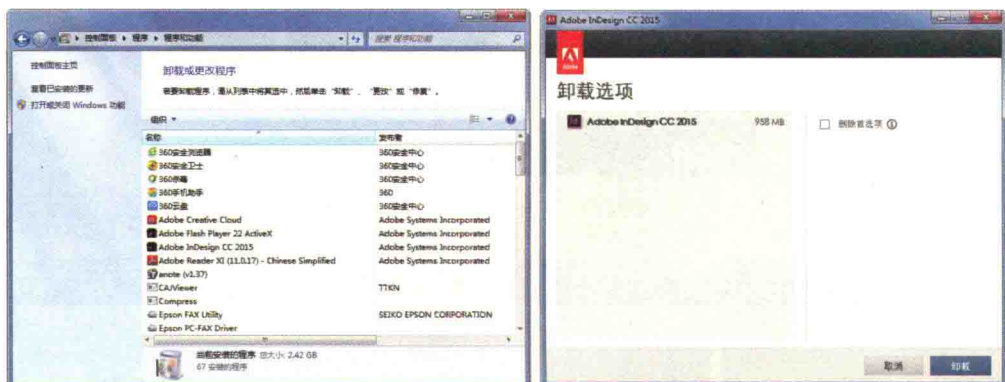 控制面板 ▸ 程序 ▸ 程序和功能
搜索 程序和功能
控制面板主页
查看已安装的更新
打开或关闭 Windows 功能
卸载或更改程序
若要卸载程序，请从列表中将其选中，然后单击“卸载”、“更改”或“修复”。
组织
名称 发布者
360安全浏览器 360安全中心
360安全卫士 360安全中心
360杀毒 360安全中心
360手机助手 360
360云盘 360安全中心
Adobe Creative Cloud Adobe Systems Incorporated
Adobe Flash Player 22 ActiveX Adobe Systems Incorporated
Adobe InDesign CC 2015 Adobe Systems Incorporated
Adobe Reader XI (11.0.17) - Chinese Simplified Adobe Systems Incorporated
anote (v1.37)
CAJViewer TTKN
Compress
Epson FAX Utility SEIKO EPSON CORPORATION
Epson PC-FAX Driver
当前安装的程序 总大小: 2.42 GB
67 安装的程序
Adobe InDesign CC 2015
Adobe
卸载选项
Adobe InDesign CC 2015 958 MB
删除首选项
取消 卸载